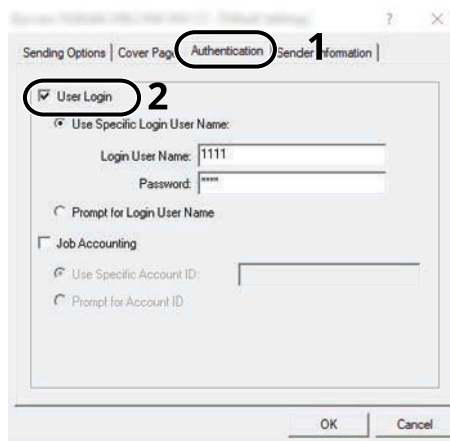 ?
Sending Options Cover Page Authentication 1 Sender Information
User Login 2
Use Specific Login User Name:
Login User Name: 1111
Password: ****
Prompt for Login User Name
Job Accounting
Use Specific Account ID:
Prompt for Account ID
OK Cancel